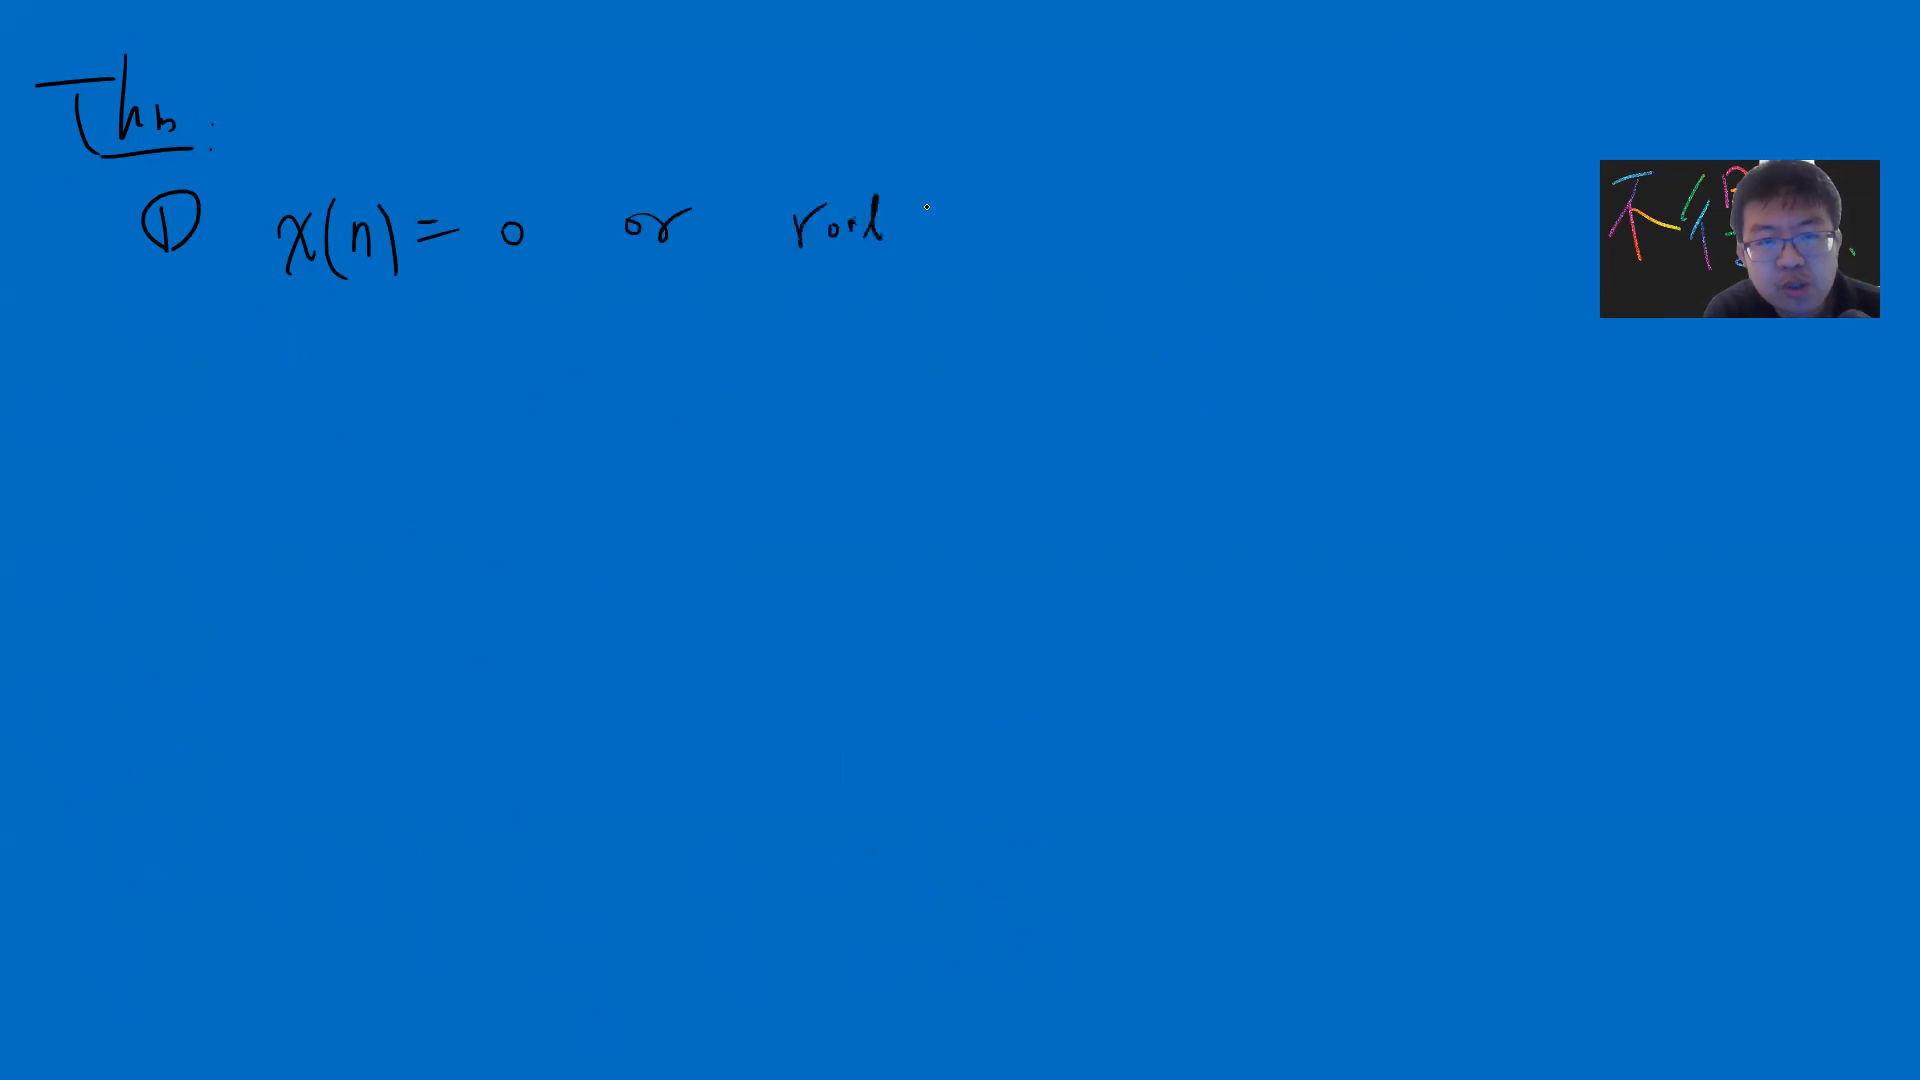 Thm:
① χ(n) = 0 or root